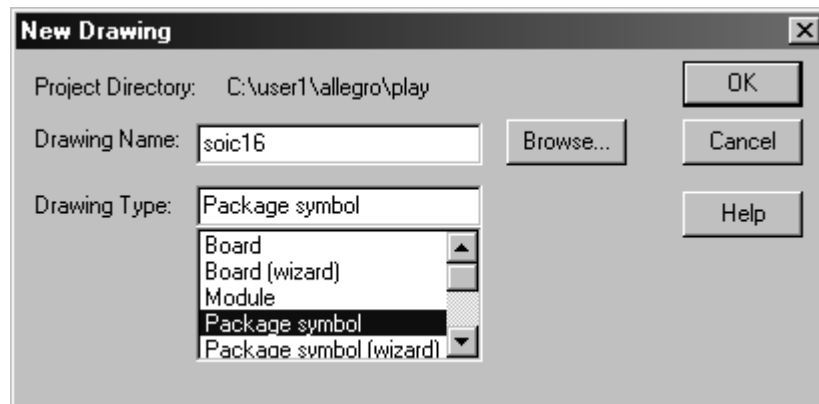 New Drawing
Project Directory: C:\user1\allegro\play
OK
Drawing Name: soic16
Browse...
Cancel
Drawing Type: Package symbol
Help
Board
Board (wizard)
Module
Package symbol
Package symbol (wizard)